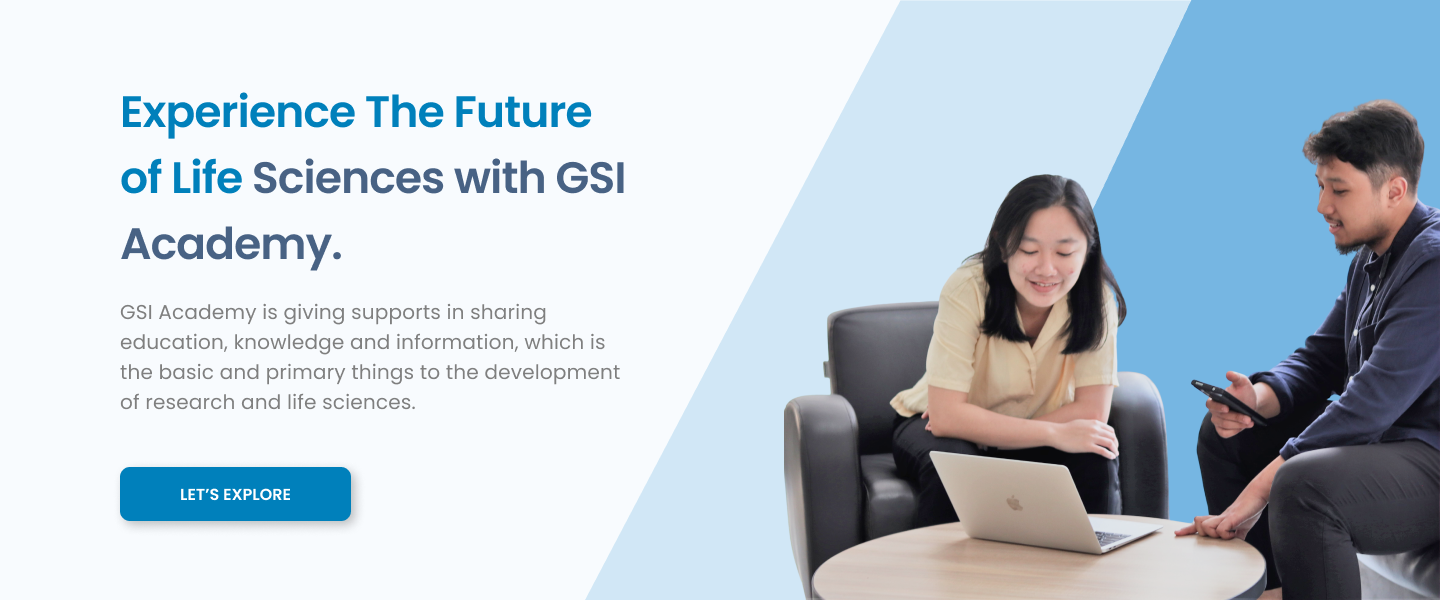 Experience The Future
of Life Sciences with GSI
Academy.
GSI Academy is giving supports in sharing
education, knowledge and information, which is
the basic and primary things to the development
of research and life sciences.
LET’S EXPLORE